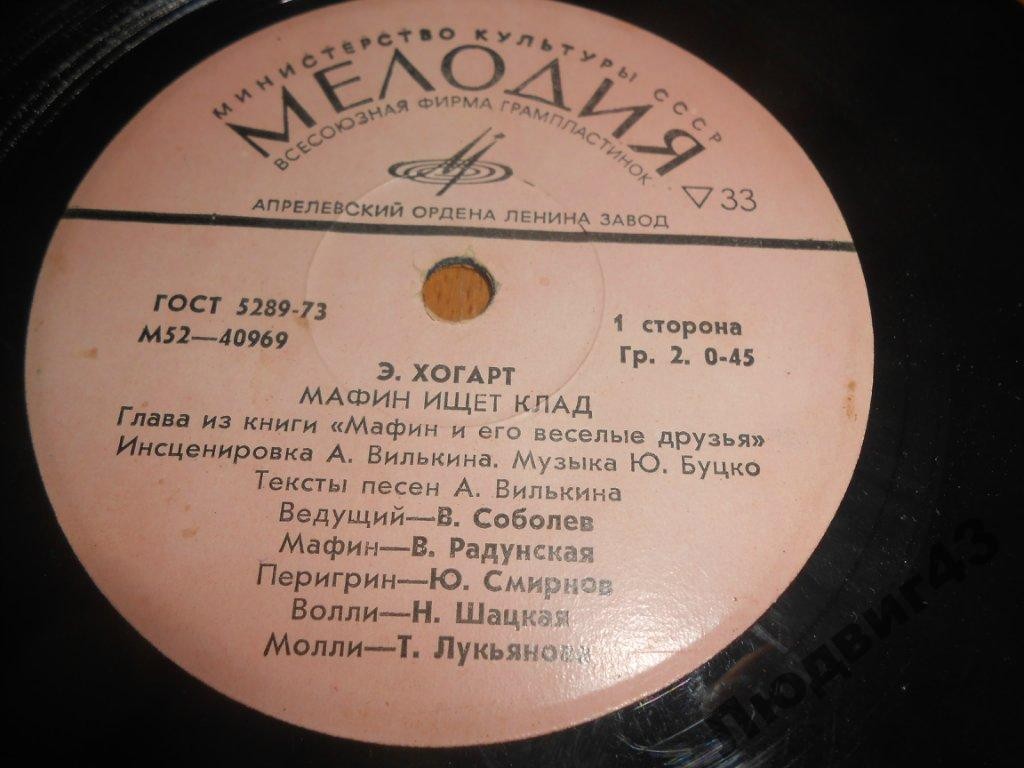 МИНИСТЕРСТВО КУЛЬТУРЫ СССР
МЕЛОДИЯ
ВСЕСОЮЗНАЯ ФИРМА ГРАМПЛАСТИНОК
▽33
АПРЕЛЕВСКИЙ ОРДЕНА ЛЕНИНА ЗАВОД
ГОСТ 5289-73
М52—40969
1 сторона
Гр. 2. 0-45
Э. ХОГАРТ
МАФИН ИЩЕТ КЛАД
Глава из книги «Мафин и его веселые друзья»
Инсценировка А. Вилькина. Музыка Ю. Буцко
Тексты песен А. Вилькина
Ведущий—В. Соболев
Мафин—В. Радунская
Перигрин—Ю. Смирнов
Волли—Н. Шацкая
Молли—Т. Лукьянова
Людвиг43